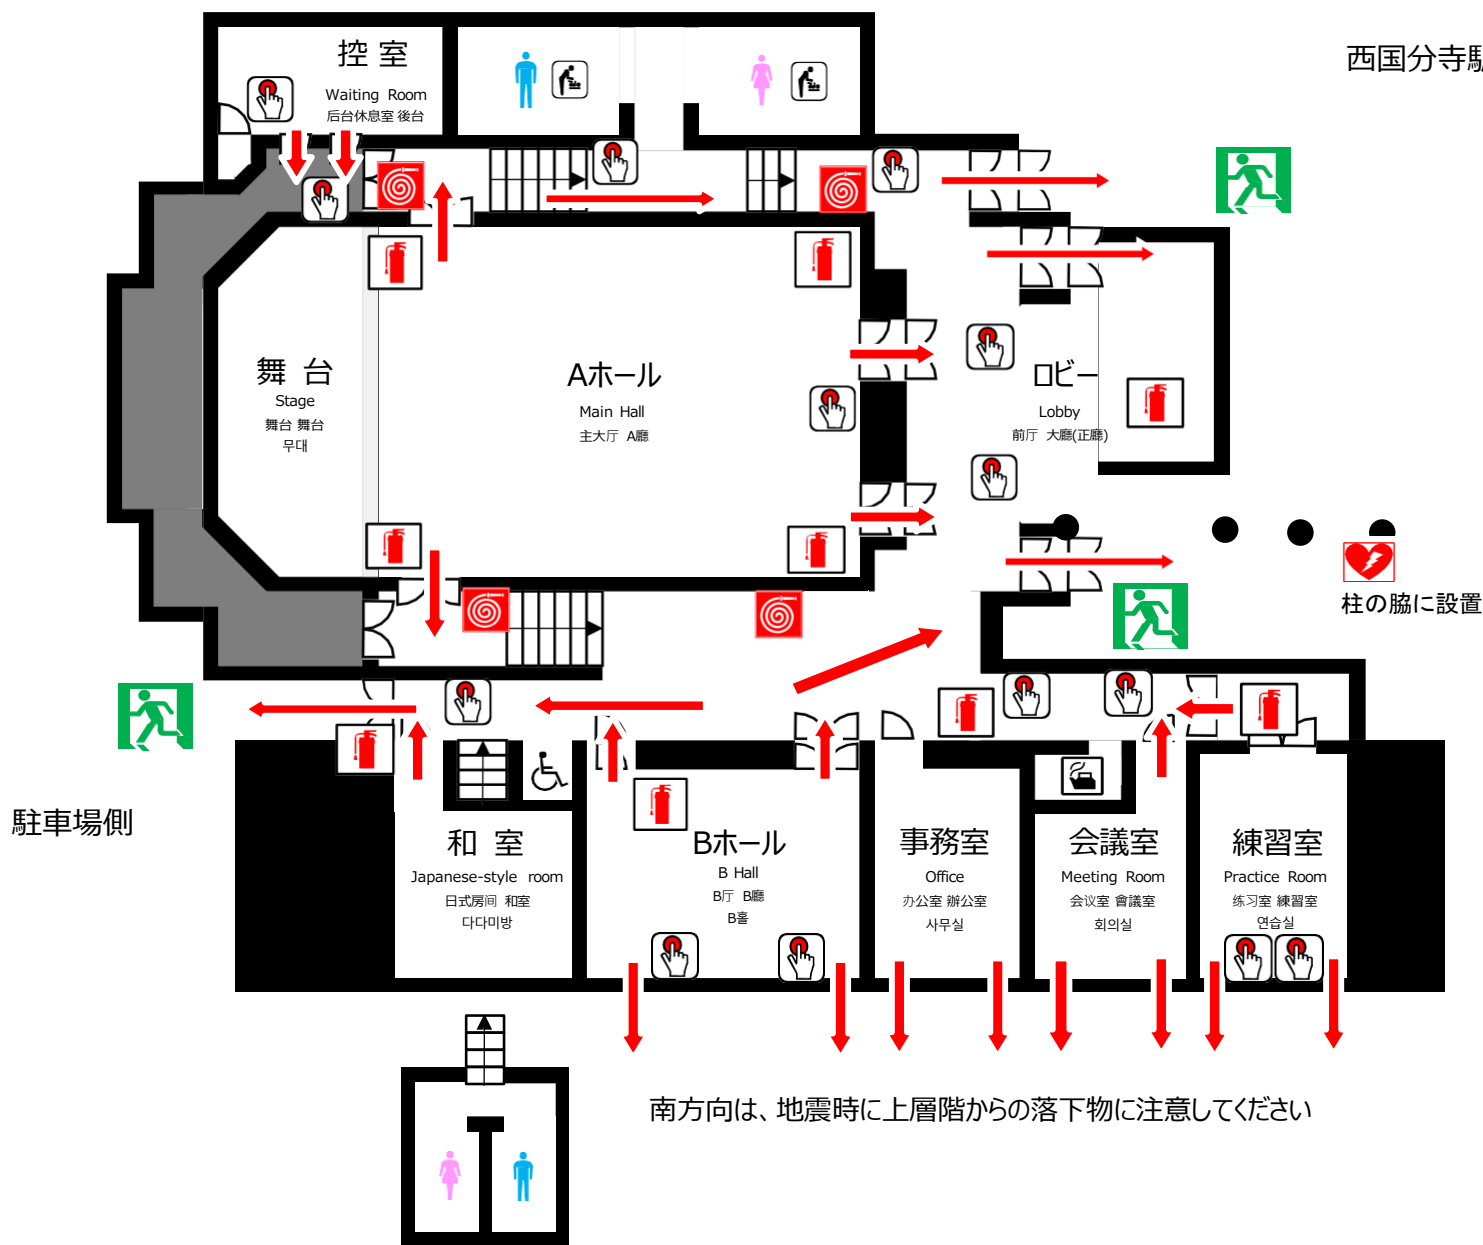 西国分寺駅
控 室
Waiting Room
后台休息室 後台
舞 台
Stage
舞台 舞台
무대
Aホール
Main Hall
主大厅 A廳
ロビー
Lobby
前厅 大廳(正廳)
柱の脇に設置
駐車場側
和 室
Japanese-style room
日式房间 和室
다다미방
Bホール
B Hall
B厅 B廳
B홀
事務室
Office
办公室 辦公室
사무실
会議室
Meeting Room
会议室 會議室
회의실
練習室
Practice Room
练习室 練習室
연습실
南方向は、地震時に上層階からの落下物に注意してください